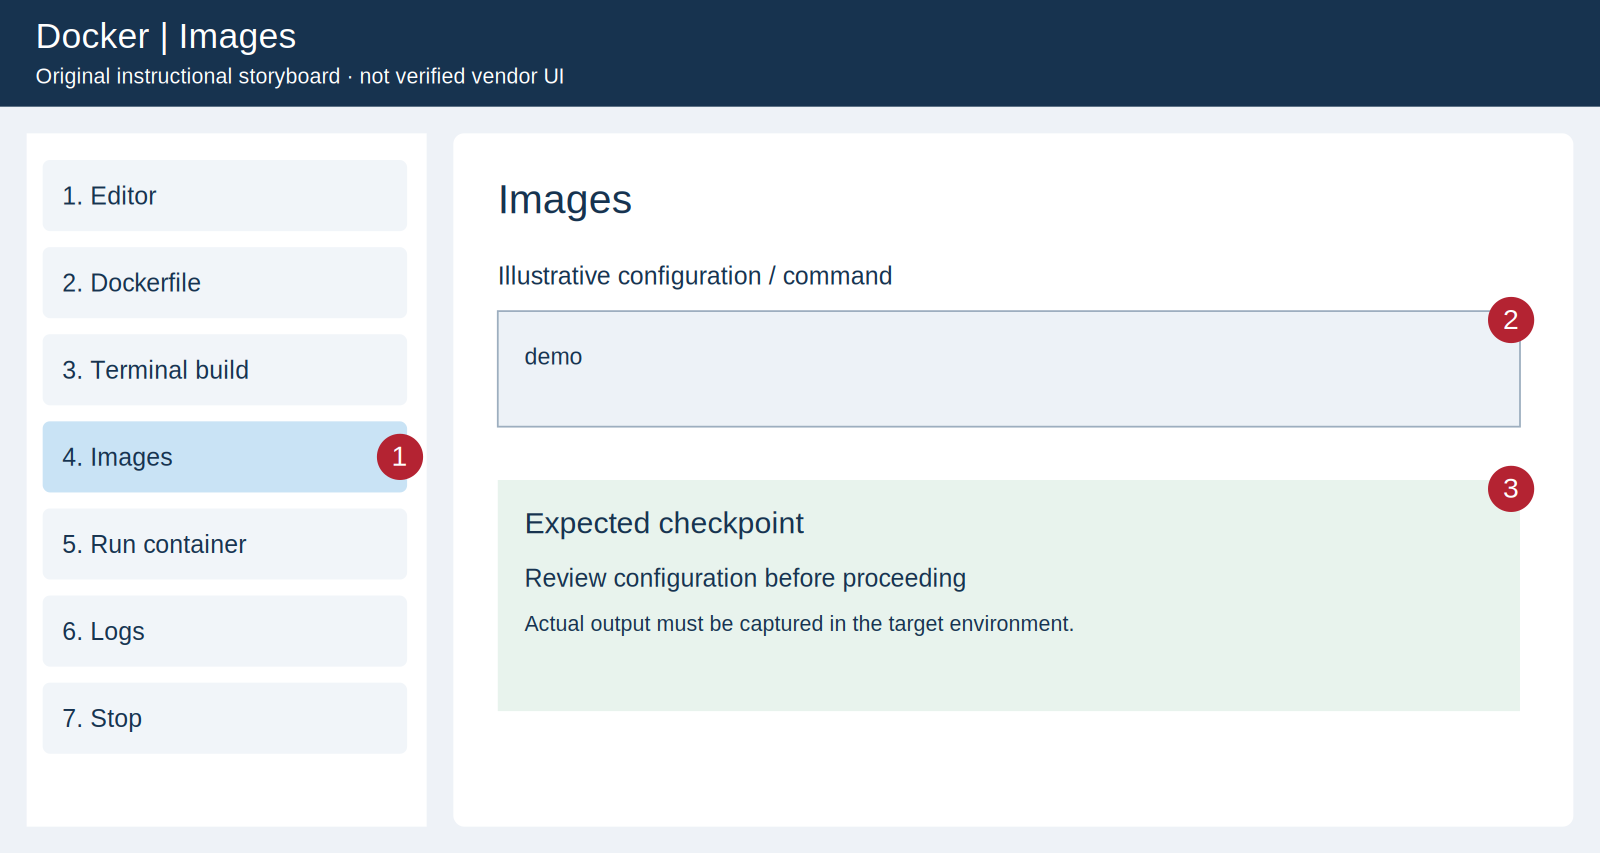 Docker | Images
Original instructional storyboard · not verified vendor UI
1. Editor
2. Dockerfile
3. Terminal build
4. Images
1
5. Run container
6. Logs
7. Stop
Images
Illustrative configuration / command
2
demo
3
Expected checkpoint
Review configuration before proceeding
Actual output must be captured in the target environment.